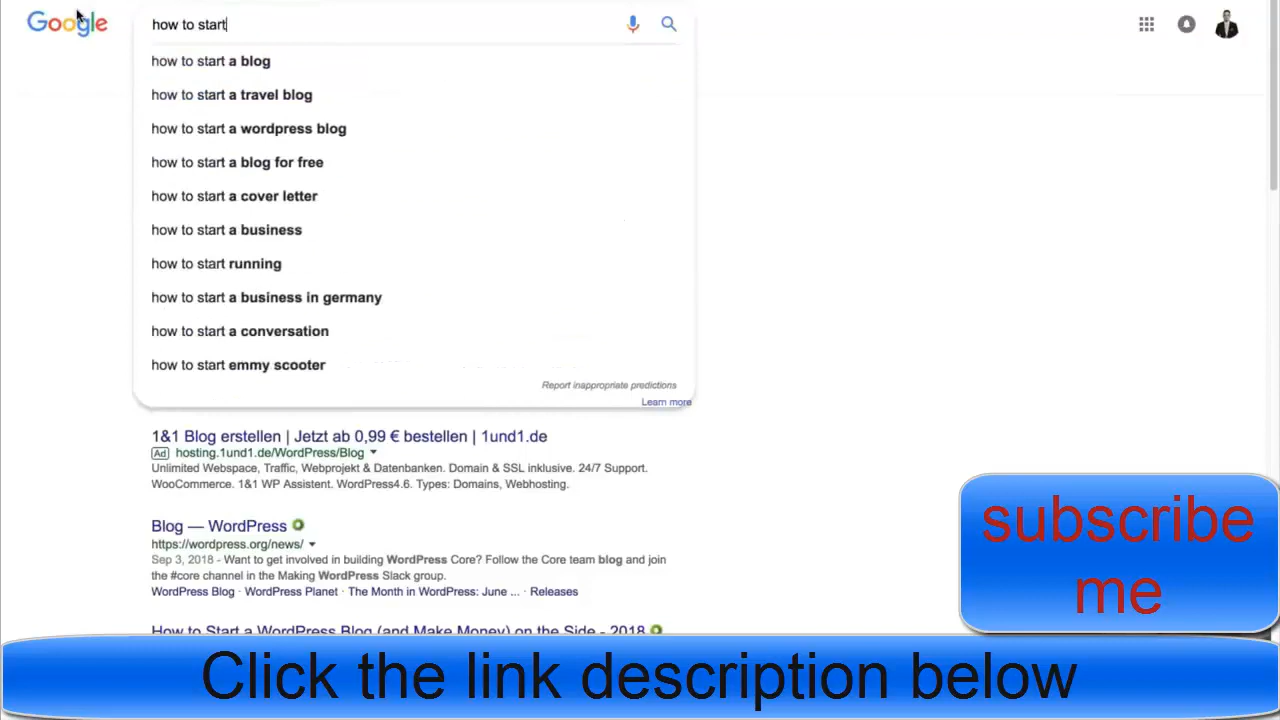 Google
how to start
how to start a blog
how to start a travel blog
how to start a wordpress blog
how to start a blog for free
how to start a cover letter
how to start a business
how to start running
how to start a business in germany
how to start a conversation
how to start emmy scooter
Report inappropriate predictions
Learn more
1&1 Blog erstellen | Jetzt ab 0,99 € bestellen | 1und1.de
Ad hosting.1und1.de/WordPress/Blog
Unlimited Webspace, Traffic, Webprojekt & Datenbanken. Domain & SSL inklusive. 24/7 Support.
WooCommerce. 1&1 WP Assistent. WordPress4.6. Types: Domains, Webhosting.
Blog — WordPress
https://wordpress.org/news/
Sep 3, 2018 - Want to get involved in building WordPress Core? Follow the Core team blog and join
the #core channel in the Making WordPress Slack group.
WordPress Blog · WordPress Planet · The Month in WordPress: June ... · Releases
How to Start a WordPress Blog (and Make Money) on the Side - 2018
subscribe
me
Click the link description below